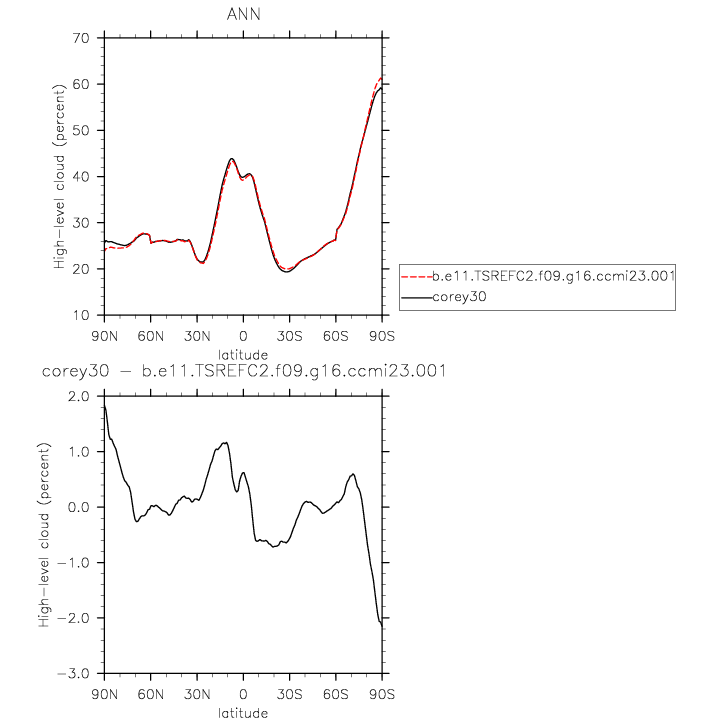 ANN
High-level cloud (percent)
70
60
50
40
30
20
10
90N 60N 30N 0 30S 60S 90S
latitude
b.e11.TSREFC2.f09.g16.ccmi23.001
corey30
corey30 - b.e11.TSREFC2.f09.g16.ccmi23.001
High-level cloud (percent)
2.0
1.0
0.0
-1.0
-2.0
-3.0
90N 60N 30N 0 30S 60S 90S
latitude